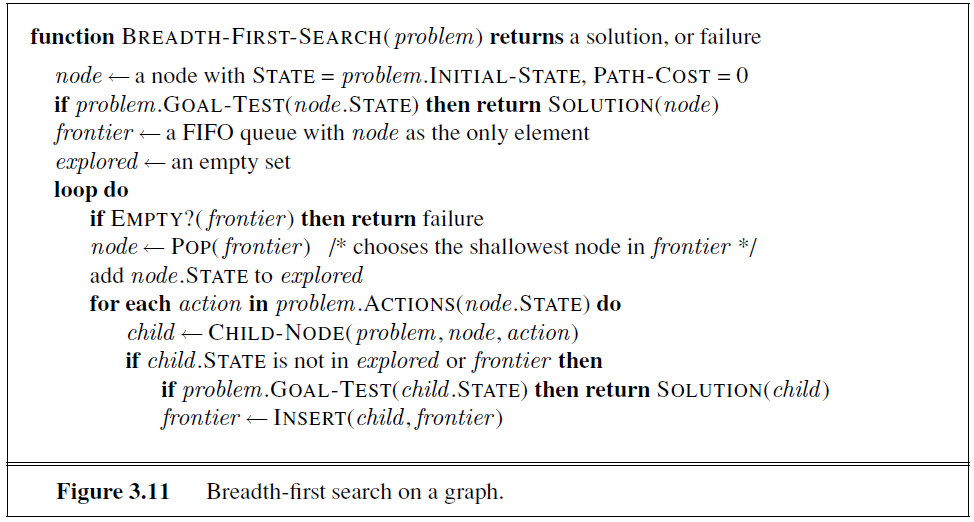 function BREADTH-FIRST-SEARCH(problem) returns a solution, or failure
node ← a node with STATE = problem.INITIAL-STATE, PATH-COST = 0
if problem.GOAL-TEST(node.STATE) then return SOLUTION(node)
frontier ← a FIFO queue with node as the only element
explored ← an empty set
loop do
if EMPTY?(frontier) then return failure
node ← POP(frontier) /* chooses the shallowest node in frontier */
add node.STATE to explored
for each action in problem.ACTIONS(node.STATE) do
child ← CHILD-NODE(problem, node, action)
if child.STATE is not in explored or frontier then
if problem.GOAL-TEST(child.STATE) then return SOLUTION(child)
frontier ← INSERT(child, frontier)
Figure 3.11 Breadth-first search on a graph.